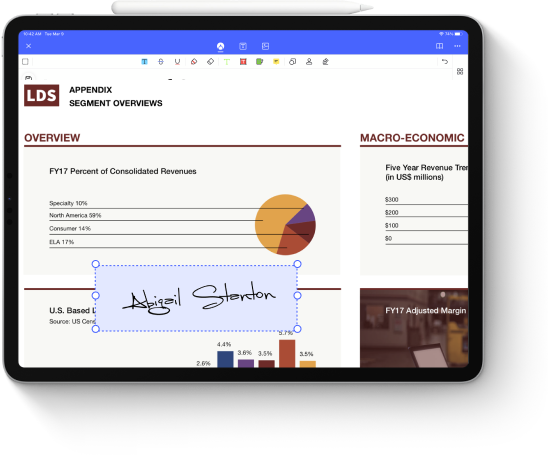 10:42 AM Tue Mar 9
74%
LDS
APPENDIX
SEGMENT OVERVIEWS
OVERVIEW
MACRO-ECONOMIC
FY17 Percent of Consolidated Revenues
Five Year Revenue Tren
(in US$ millions)
Specialty 10%
North America 59%
Consumer 14%
ELA 17%
$300
$200
$100
$0
Abigail Stanton
U.S. Based
Source: US Cens
FY17 Adjusted Margin
2.6%
4.4%
3.6%
3.5%
5.7%
3.5%